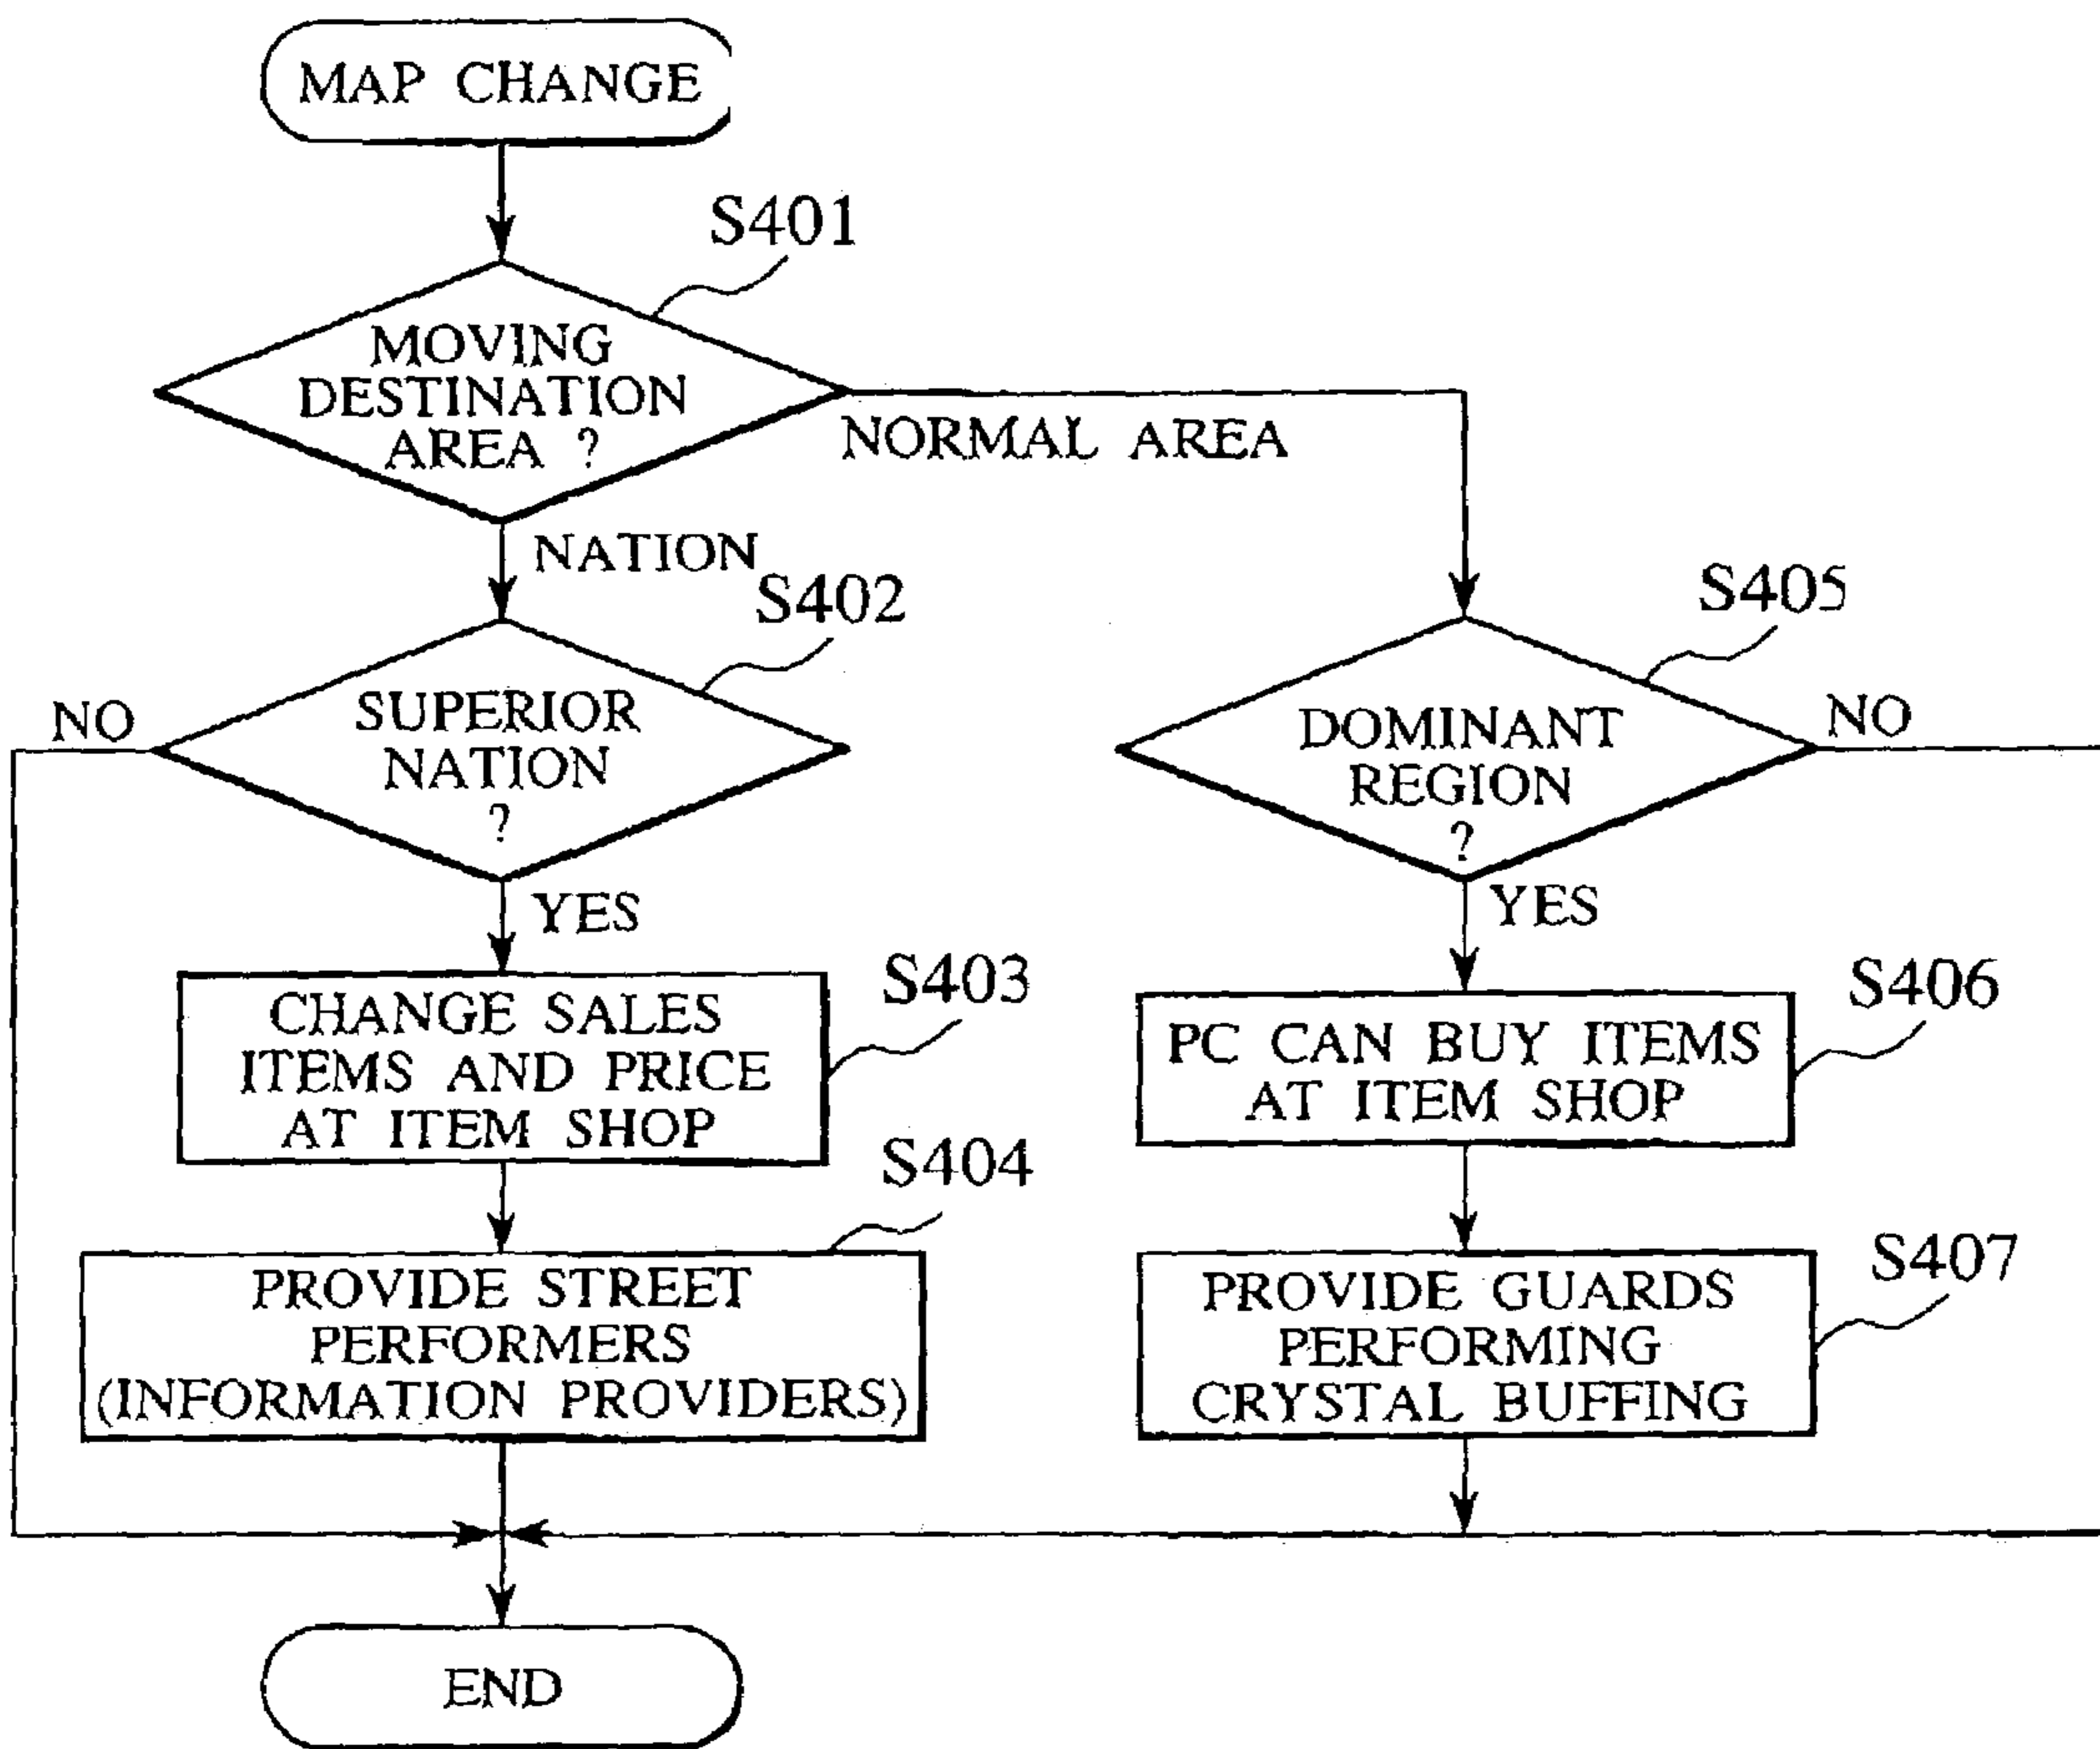 MAP CHANGE
S401
MOVING
DESTINATION
AREA ?
NORMAL AREA
NATION
S402
S405
NO
SUPERIOR
NATION
?
DOMINANT
REGION
?
NO
YES
YES
S403
CHANGE SALES
ITEMS AND PRICE
AT ITEM SHOP
S406
PC CAN BUY ITEMS
AT ITEM SHOP
S404
PROVIDE STREET
PERFORMERS
(INFORMATION PROVIDERS)
S407
PROVIDE GUARDS
PERFORMING
CRYSTAL BUFFING
END